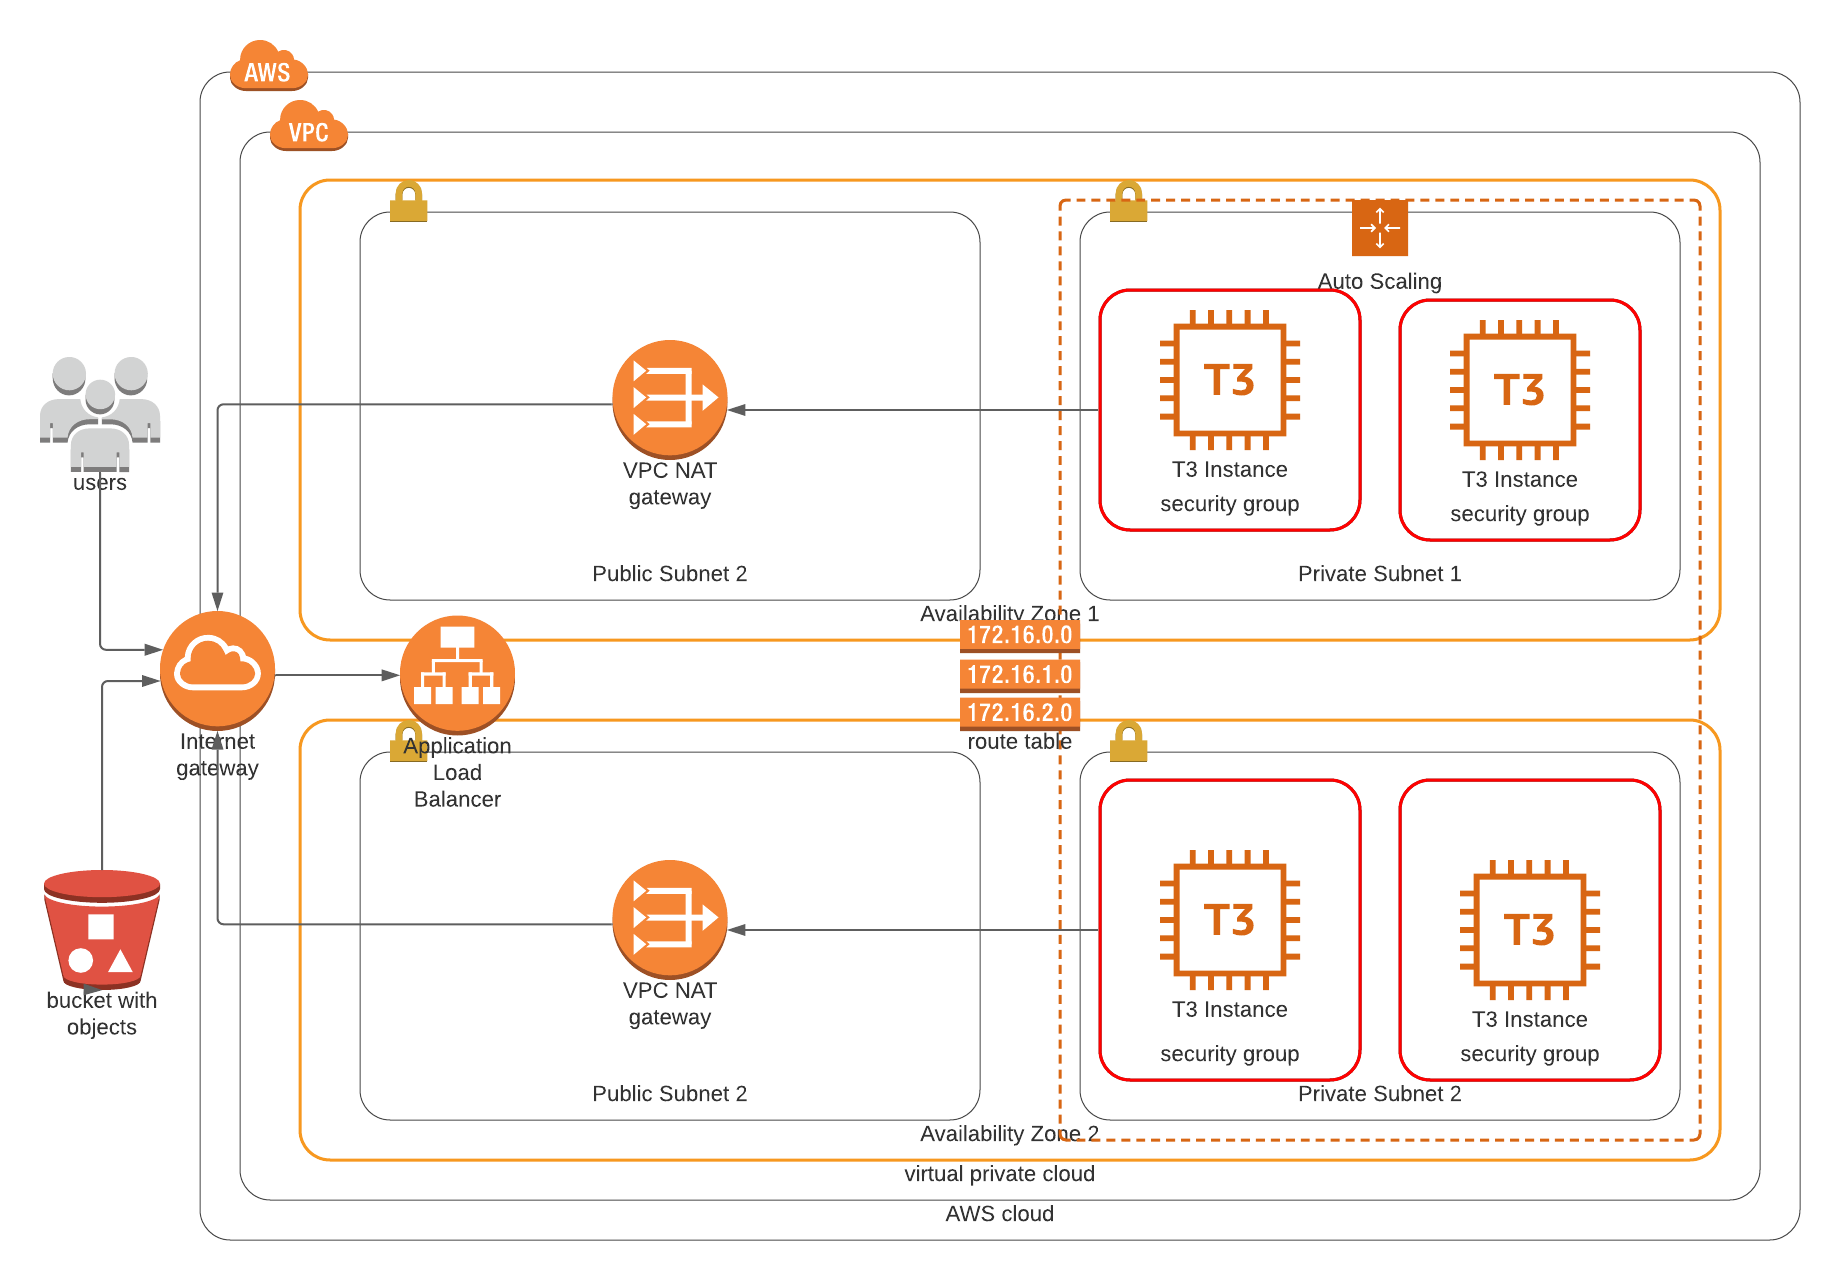 AWS
VPC
Auto Scaling
T3
T3
T3 Instance
security group
T3 Instance
security group
VPC NAT
gateway
users
Public Subnet 2
Private Subnet 1
Availability Zone 1
172.16.0.0
172.16.1.0
172.16.2.0
route table
Internet
gateway
Application
Load
Balancer
T3
T3
T3 Instance
security group
T3 Instance
security group
VPC NAT
gateway
bucket with
objects
Public Subnet 2
Private Subnet 2
Availability Zone 2
virtual private cloud
AWS cloud